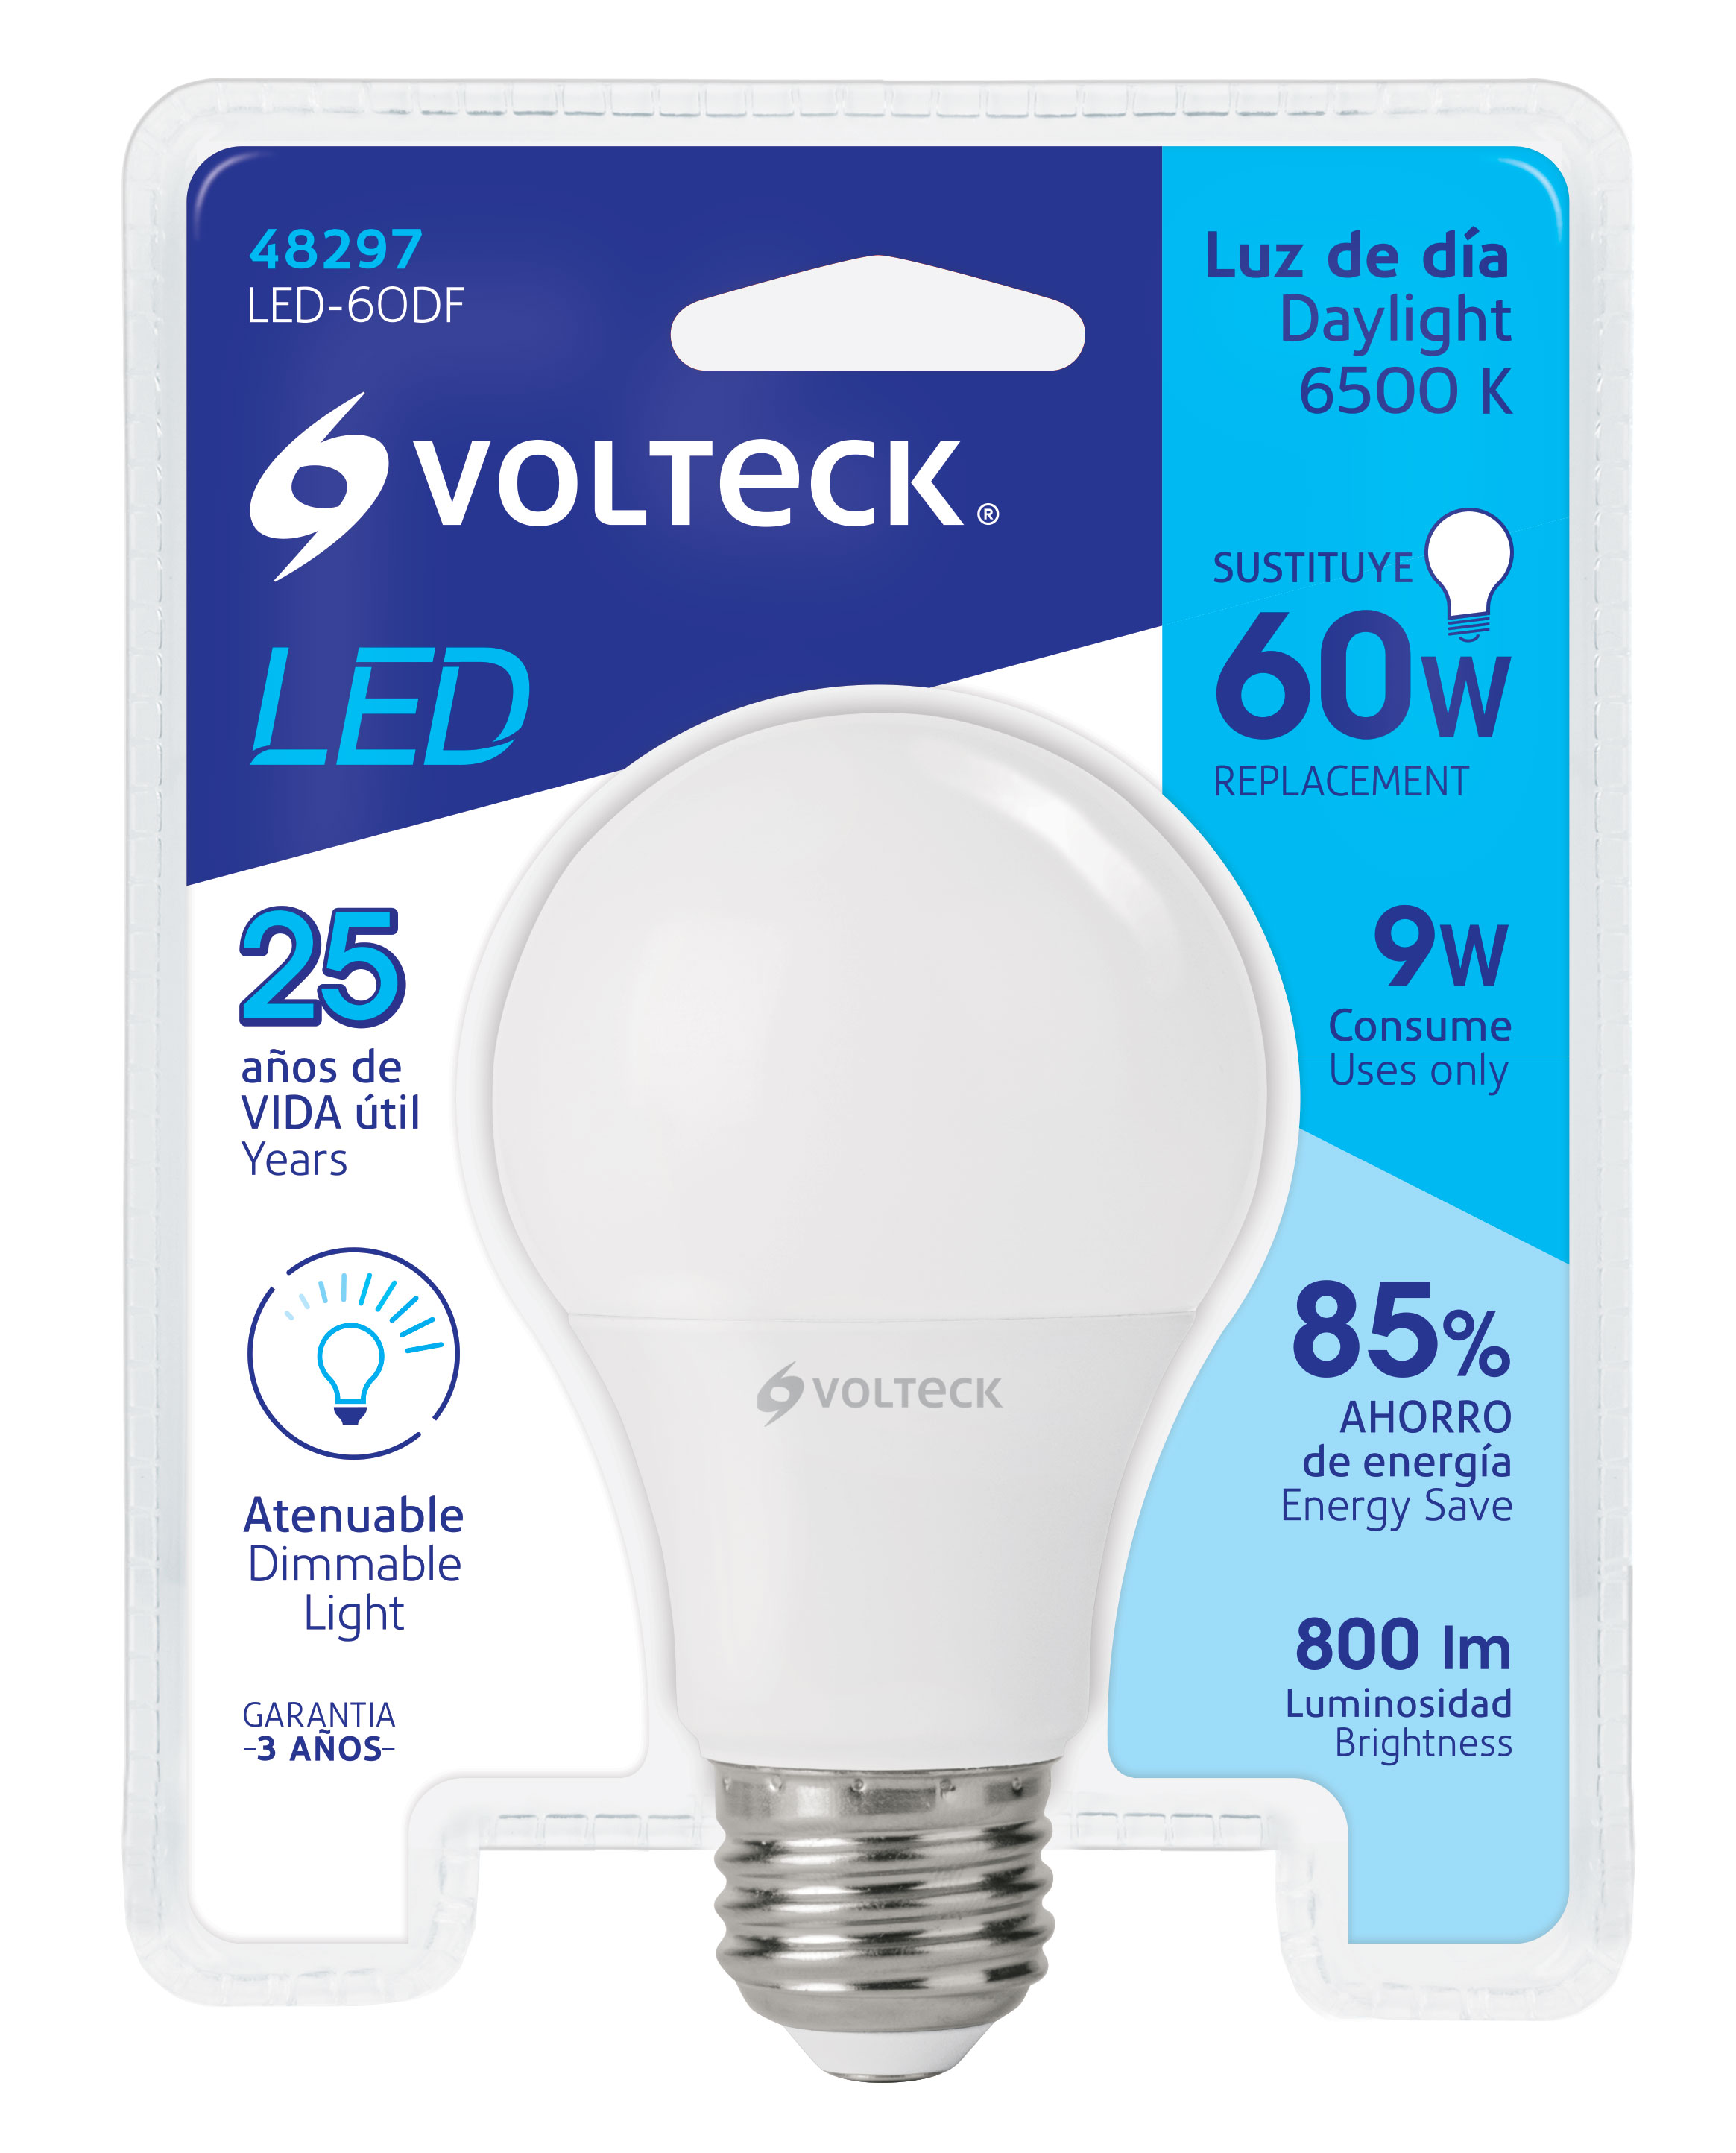 48297
LED-60DF
VOLTECK®
LED
25
años de
VIDA útil
Years
Atenuable
Dimmable
Light
GARANTIA
-3 AÑOS-
VOLTECK
Luz de día
Daylight
6500 K
SUSTITUYE
60W
REPLACEMENT
9W
Consume
Uses only
85%
AHORRO
de energía
Energy Save
800 lm
Luminosidad
Brightness